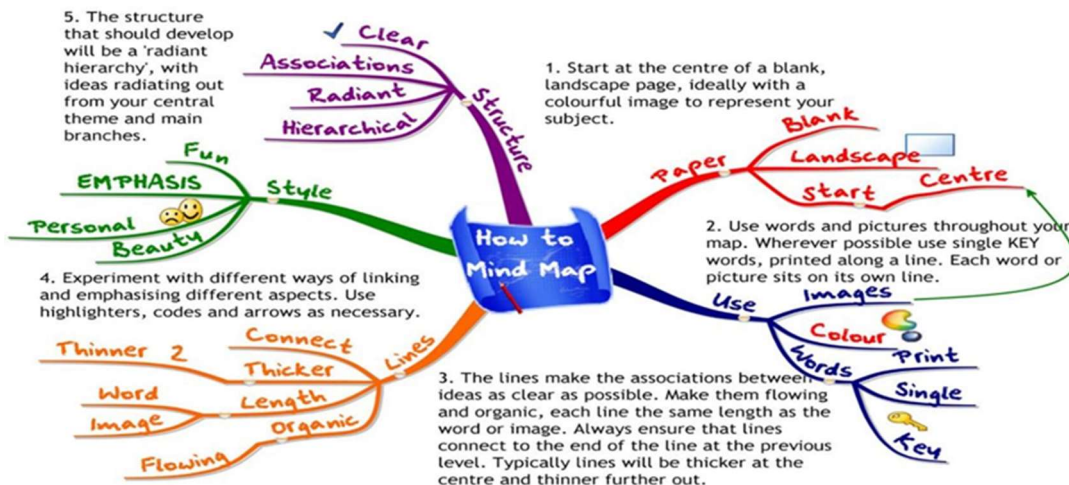 5. The structure
that should develop
will be a 'radiant
hierarchy', with
ideas radiating out
from your central
theme and main
branches.
Clear
Associations
Radiant
Hierarchical
Structure
1. Start at the centre of a blank,
landscape page, ideally with a
colourful image to represent your
subject.
Paper
Blank
Landscape
Start
Centre
Fun
EMPHASIS
Personal
Beauty
Style
How to
Mind Map
2. Use words and pictures throughout your
map. Wherever possible use single KEY
words, printed along a line. Each word or
picture sits on its own line.
Use
Images
Colour
Words
Print
Single
Key
4. Experiment with different ways of linking
and emphasising different aspects. Use
highlighters, codes and arrows as necessary.
Lines
Connect
Thinner 2
Thicker
Word
Image
Length
Organic
Flowing
3. The lines make the associations between
ideas as clear as possible. Make them flowing
and organic, each line the same length as the
word or image. Always ensure that lines
connect to the end of the line at the previous
level. Typically lines will be thicker at the
centre and thinner further out.